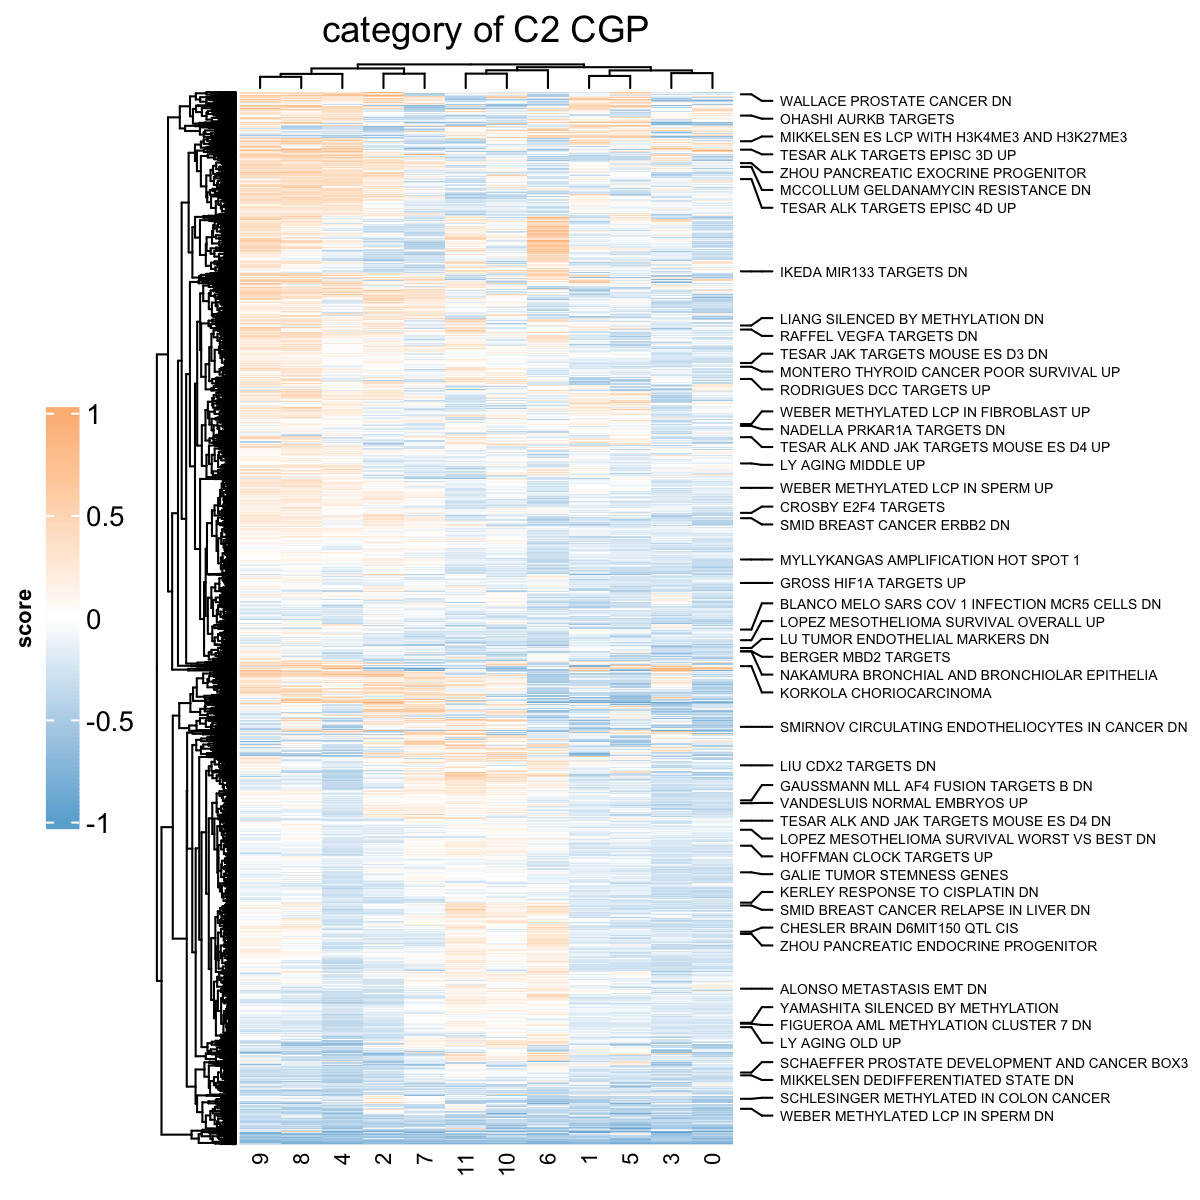 category of C2 CGP
WALLACE PROSTATE CANCER DN
OHASHI AURKB TARGETS
MIKKELSEN ES LCP WITH H3K4ME3 AND H3K27ME3
TESAR ALK TARGETS EPISC 3D UP
ZHOU PANCREATIC EXOCRINE PROGENITOR
MCCOLLUM GELDANAMYCIN RESISTANCE DN
TESAR ALK TARGETS EPISC 4D UP
IKEDA MIR133 TARGETS DN
LIANG SILENCED BY METHYLATION DN
RAFFEL VEGFA TARGETS DN
TESAR JAK TARGETS MOUSE ES D3 DN
MONTERO THYROID CANCER POOR SURVIVAL UP
RODRIGUES DCC TARGETS UP
WEBER METHYLATED LCP IN FIBROBLAST UP
NADELLA PRKAR1A TARGETS DN
TESAR ALK AND JAK TARGETS MOUSE ES D4 UP
LY AGING MIDDLE UP
WEBER METHYLATED LCP IN SPERM UP
CROSBY E2F4 TARGETS
SMID BREAST CANCER ERBB2 DN
MYLLYKANGAS AMPLIFICATION HOT SPOT 1
GROSS HIF1A TARGETS UP
BLANCO MELO SARS COV 1 INFECTION MCR5 CELLS DN
LOPEZ MESOTHELIOMA SURVIVAL OVERALL UP
LU TUMOR ENDOTHELIAL MARKERS DN
BERGER MBD2 TARGETS
NAKAMURA BRONCHIAL AND BRONCHIOLAR EPITHELIA
KORKOLA CHORIOCARCINOMA
SMIRNOV CIRCULATING ENDOTHELIOCYTES IN CANCER DN
LIU CDX2 TARGETS DN
GAUSSMANN MLL AF4 FUSION TARGETS B DN
VANDESLUIS NORMAL EMBRYOS UP
TESAR ALK AND JAK TARGETS MOUSE ES D4 DN
LOPEZ MESOTHELIOMA SURVIVAL WORST VS BEST DN
HOFFMAN CLOCK TARGETS UP
GALIE TUMOR STEMNESS GENES
KERLEY RESPONSE TO CISPLATIN DN
SMID BREAST CANCER RELAPSE IN LIVER DN
CHESLER BRAIN D6MIT150 QTL CIS
ZHOU PANCREATIC ENDOCRINE PROGENITOR
ALONSO METASTASIS EMT DN
YAMASHITA SILENCED BY METHYLATION
FIGUEROA AML METHYLATION CLUSTER 7 DN
LY AGING OLD UP
SCHAEFFER PROSTATE DEVELOPMENT AND CANCER BOX3
MIKKELSEN DEDIFFERENTIATED STATE DN
SCHLESINGER METHYLATED IN COLON CANCER
WEBER METHYLATED LCP IN SPERM DN
score
1
0.5
0
-0.5
-1
9 8 4 2 7 11 10 6 1 5 3 0